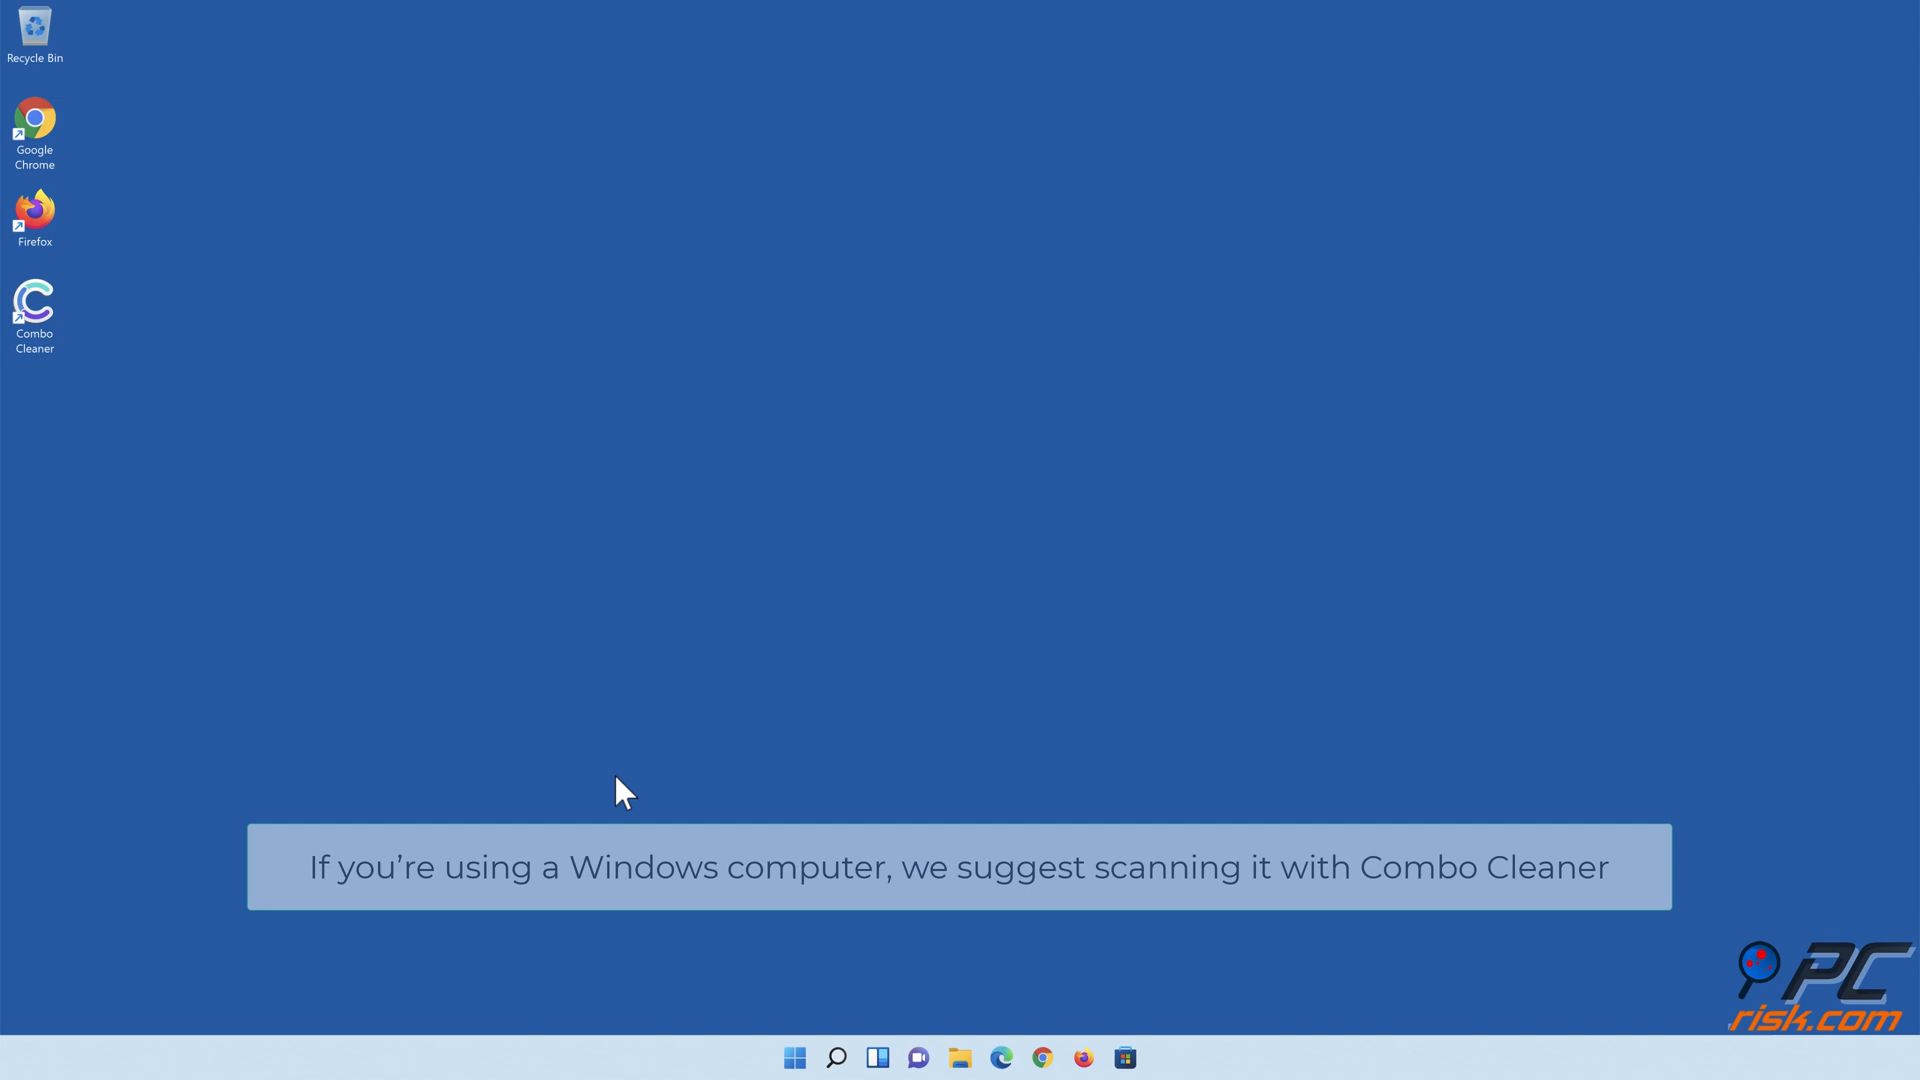 Recycle Bin
Google
Chrome
Firefox
Combo
Cleaner
If you’re using a Windows computer, we suggest scanning it with Combo Cleaner
PC
risk.com